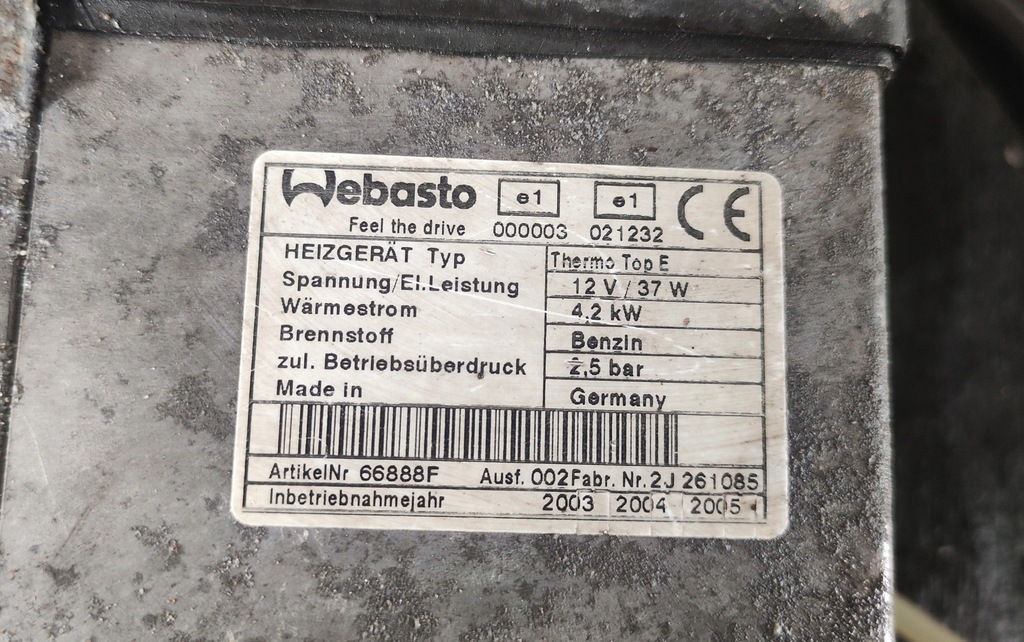 Webasto e1 e1 CE
Feel the drive 000003 021232
HEIZGERÄT Typ Thermo Top E
Spannung/El.Leistung 12 V / 37 W
Wärmestrom 4,2 kW
Brennstoff Benzin
zul. Betriebsüberdruck 2,5 bar
Made in Germany
ArtikelNr 66888F Ausf. 002 Fabr. Nr. 2J 261085
Inbetriebnahmejahr 2003 2004 2005